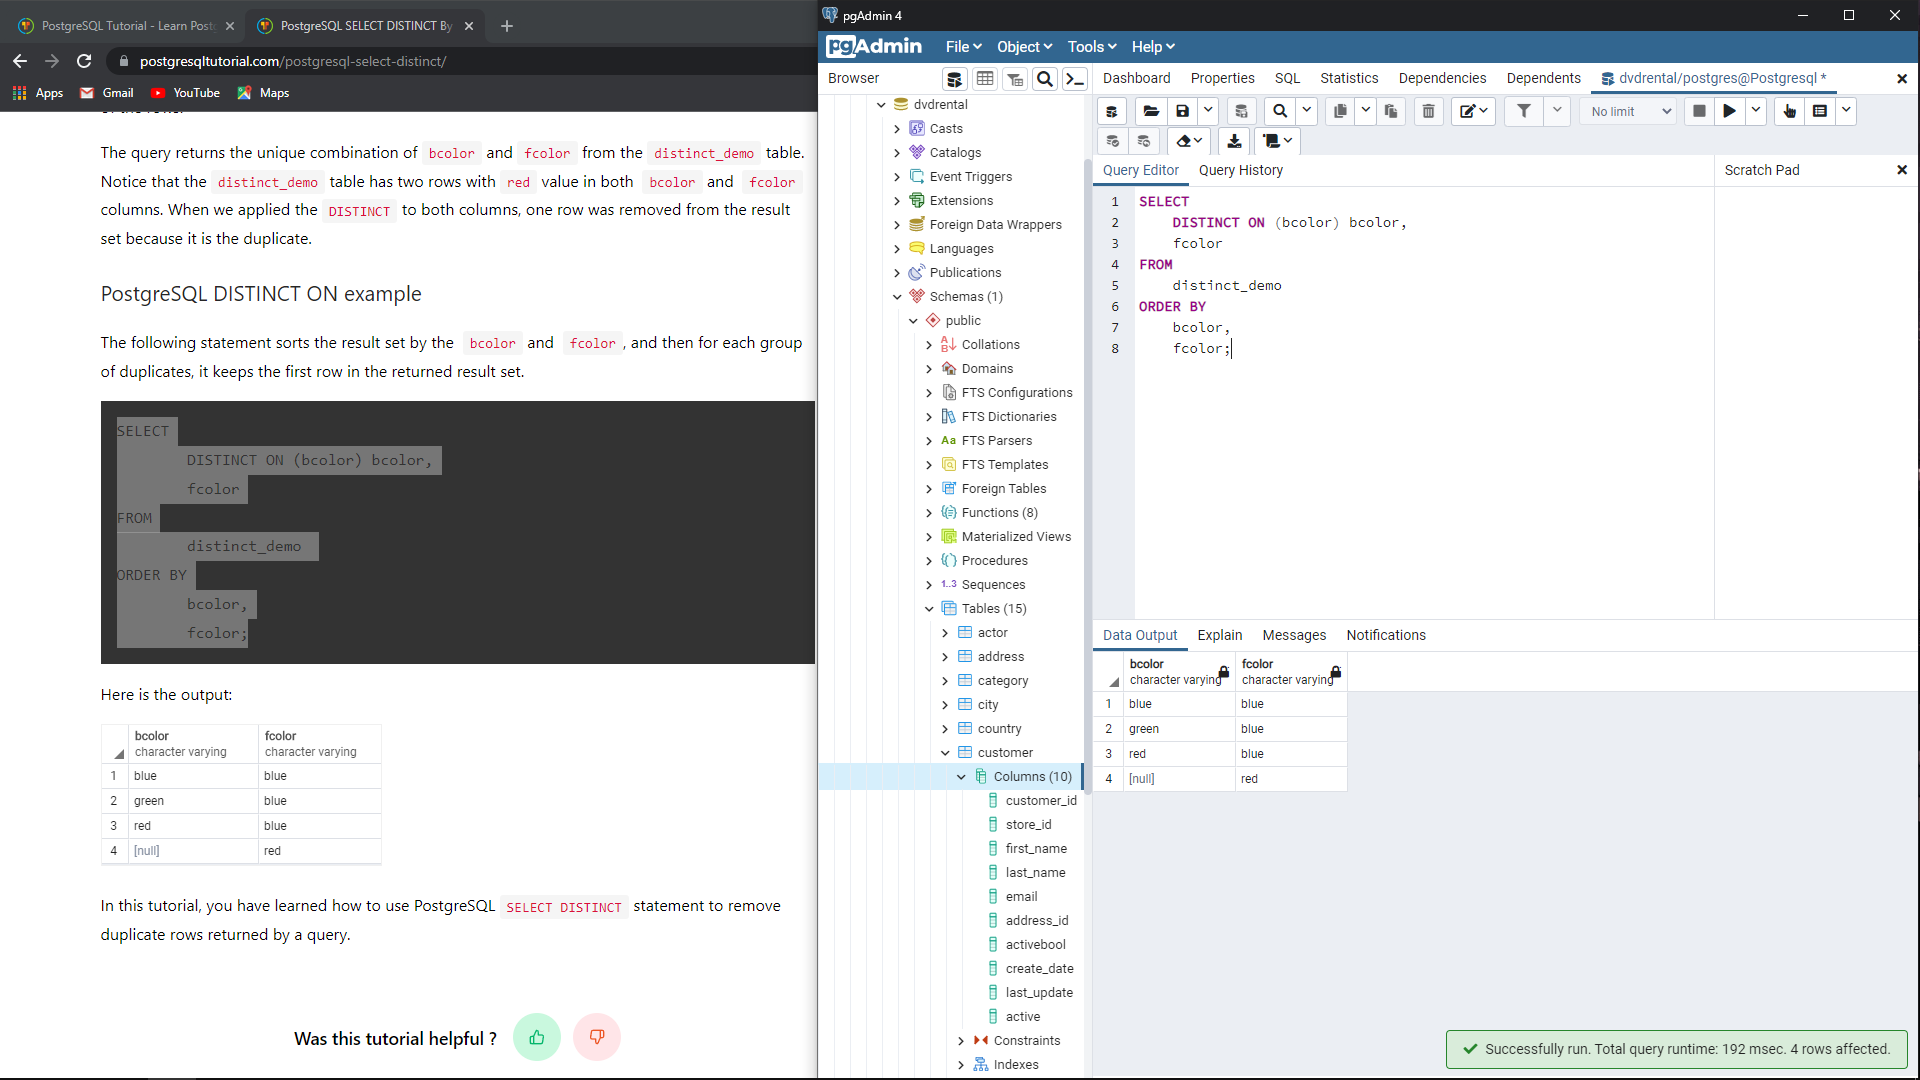 PostgreSQL Tutorial - Learn Post
PostgreSQL SELECT DISTINCT By
postgresqltutorial.com/postgresql-select-distinct/
Apps
Gmail
YouTube
Maps
The query returns the unique combination of bcolor and fcolor from the distinct_demo table.
Notice that the distinct_demo table has two rows with red value in both bcolor and fcolor
columns. When we applied the DISTINCT to both columns, one row was removed from the result
set because it is the duplicate.
PostgreSQL DISTINCT ON example
The following statement sorts the result set by the bcolor and fcolor , and then for each group
of duplicates, it keeps the first row in the returned result set.
SELECT
DISTINCT ON (bcolor) bcolor,
fcolor
FROM
distinct_demo
ORDER BY
bcolor,
fcolor;
Here is the output:
bcolor fcolor
character varying character varying
1 blue blue
2 green blue
3 red blue
4 [null] red
In this tutorial, you have learned how to use PostgreSQL SELECT DISTINCT statement to remove
duplicate rows returned by a query.
Was this tutorial helpful ?
pgAdmin 4
pgAdmin
File
Object
Tools
Help
Browser
dvdrental
Casts
Catalogs
Event Triggers
Extensions
Foreign Data Wrappers
Languages
Publications
Schemas (1)
public
Collations
Domains
FTS Configurations
FTS Dictionaries
Aa FTS Parsers
FTS Templates
Foreign Tables
Functions (8)
Materialized Views
Procedures
1..3 Sequences
Tables (15)
actor
address
category
city
country
customer
Columns (10)
customer_id
store_id
first_name
last_name
email
address_id
activebool
create_date
last_update
active
Constraints
Indexes
Dashboard
Properties
SQL
Statistics
Dependencies
Dependents
dvdrental/postgres@Postgresql *
No limit
Query Editor
Query History
Scratch Pad
1 SELECT
2 DISTINCT ON (bcolor) bcolor,
3 fcolor
4 FROM
5 distinct_demo
6 ORDER BY
7 bcolor,
8 fcolor;
Data Output
Explain
Messages
Notifications
bcolor fcolor
character varying character varying
1 blue blue
2 green blue
3 red blue
4 [null] red
Successfully run. Total query runtime: 192 msec. 4 rows affected.